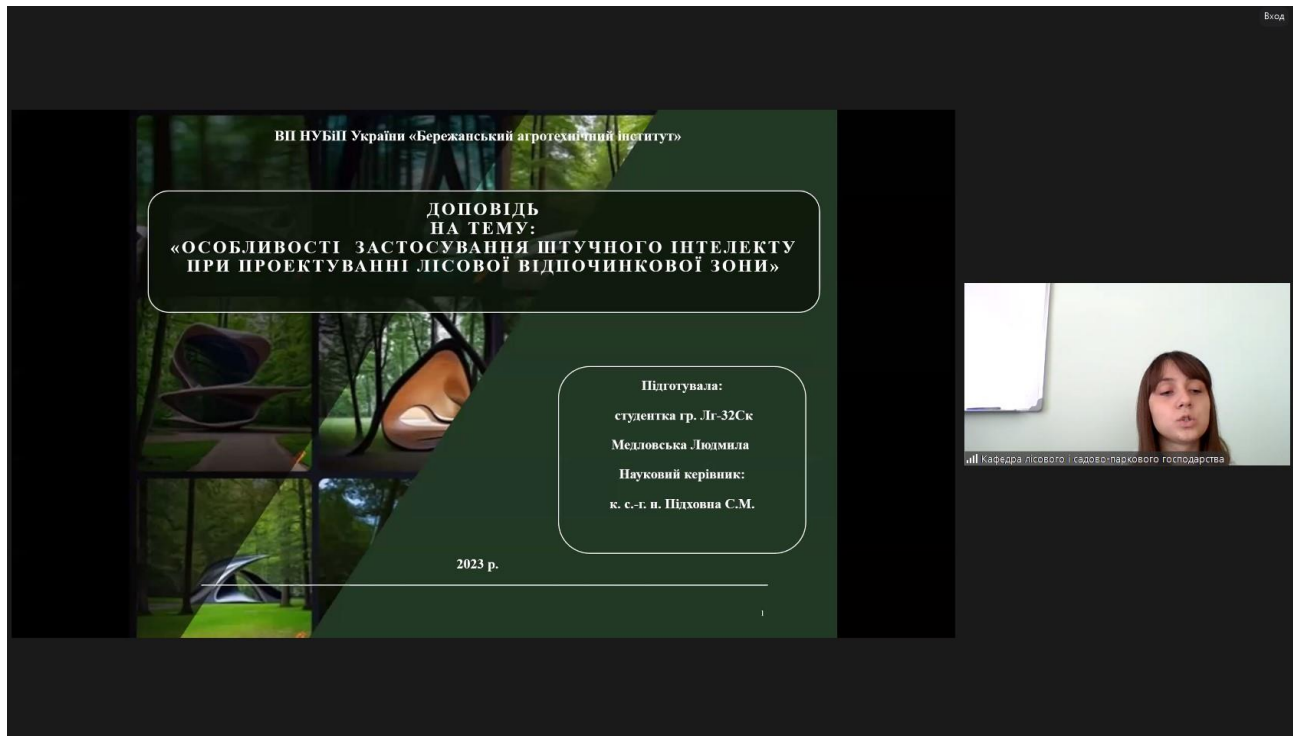 Вход
ВП НУБіП України «Бережанський агротехнічний інститут»
ДОПОВІДЬ
НА ТЕМУ:
«ОСОБЛИВОСТІ ЗАСТОСУВАННЯ ШТУЧНОГО ІНТЕЛЕКТУ
ПРИ ПРОЕКТУВАННІ ЛІСОВОЇ ВІДПОЧИНКОВОЇ ЗОНИ»
Підготувала:
студентка гр. Лг-32Ск
Медловська Людмила
Науковий керівник:
к. с.-г. н. Підховна С.М.
2023 р.
1
Кафедра лісового і садово-паркового господарства